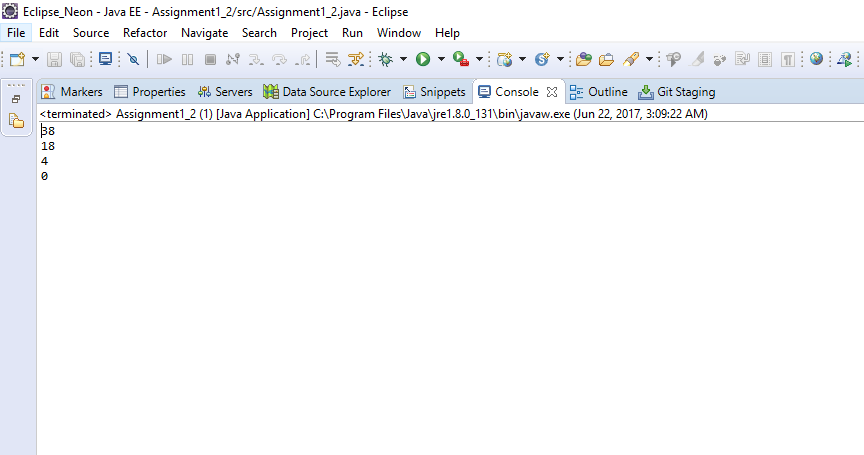 Eclipse_Neon - Java EE - Assignment1_2/src/Assignment1_2.java - Eclipse
File Edit Source Refactor Navigate Search Project Run Window Help
Markers Properties Servers Data Source Explorer Snippets Console Outline Git Staging
<terminated> Assignment1_2 (1) [Java Application] C:\Program Files\Java\jre1.8.0_131\bin\javaw.exe (Jun 22, 2017, 3:09:22 AM)
38
18
4
0